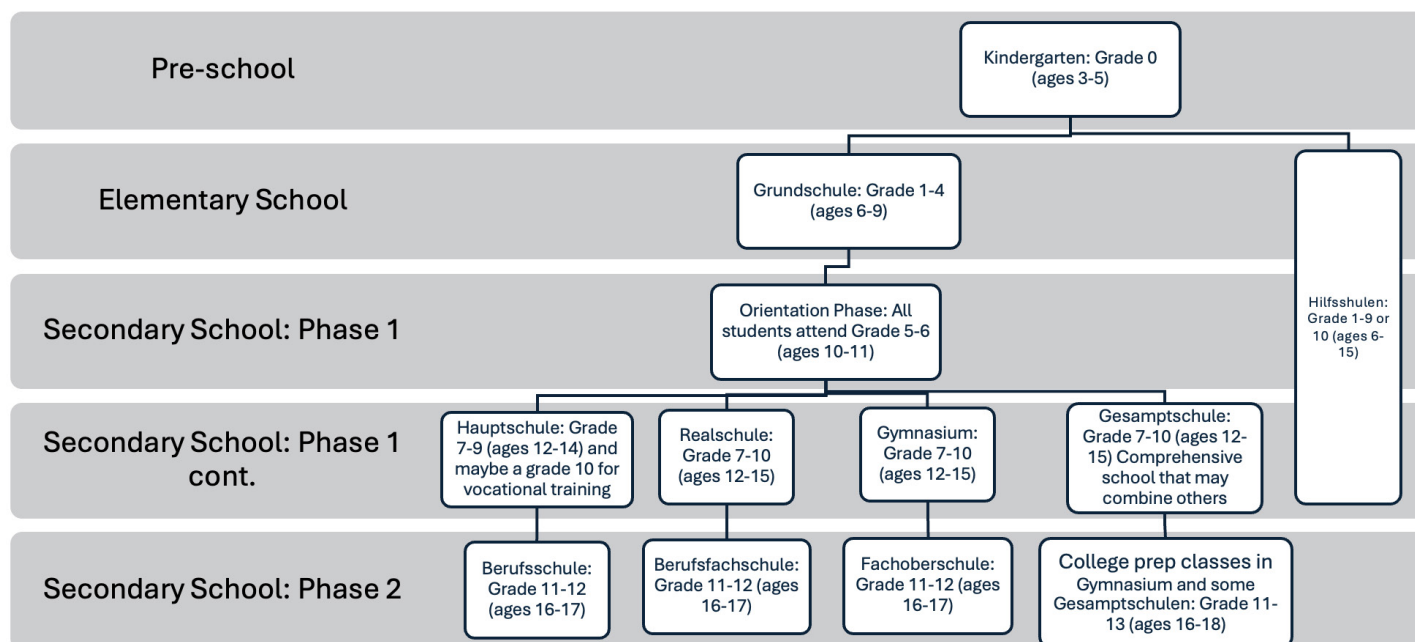 Pre-school
Kindergarten: Grade 0
(ages 3-5)
Elementary School
Grundschule: Grade 1-4
(ages 6-9)
Hilfsshulen:
Grade 1-9 or
10 (ages 6-
15)
Secondary School: Phase 1
Orientation Phase: All
students attend Grade 5-6
(ages 10-11)
Secondary School: Phase 1
cont.
Hauptschule: Grade
7-9 (ages 12-14) and
maybe a grade 10 for
vocational training
Realschule:
Grade 7-10
(ages 12-15)
Gymnasium:
Grade 7-10
(ages 12-15)
Gesamptschule:
Grade 7-10 (ages 12-
15) Comprehensive
school that may
combine others
Secondary School: Phase 2
Berufsschule:
Grade 11-12
(ages 16-17)
Berufsfachschule:
Grade 11-12 (ages
16-17)
Fachoberschule:
Grade 11-12 (ages
16-17)
College prep classes in
Gymnasium and some
Gesamptschulen: Grade 11-
13 (ages 16-18)